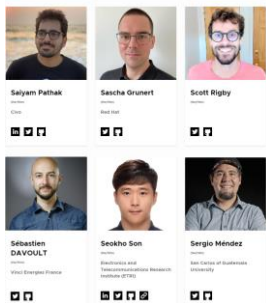 Saiyam Pathak
Civo
Sascha Grunert
Red Hat
Scott Rigby
Sébastien
DAVOULT
Vinci Energies France
Seokho Son
Electronics and
Telecommunications Research
Institute (ETRI)
Sergio Méndez
San Carlos of Guatemala
University